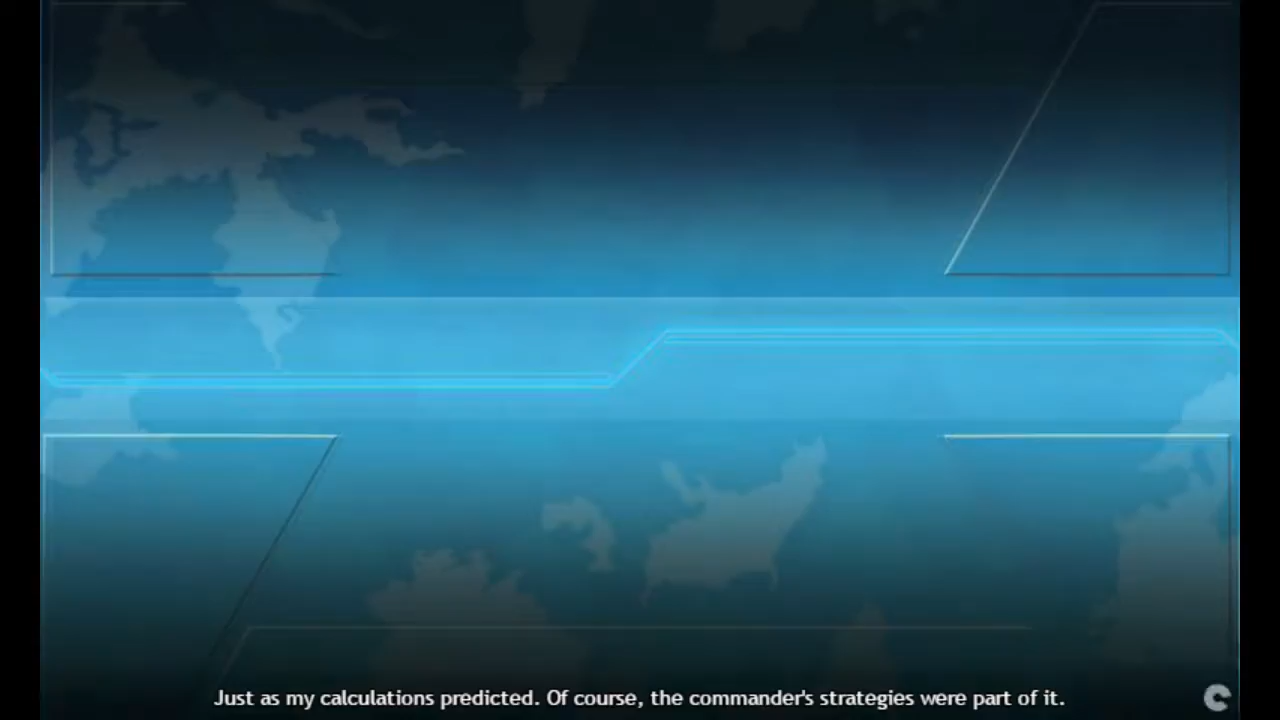 Just as my calculations predicted. Of course, the commander's strategies were part of it.